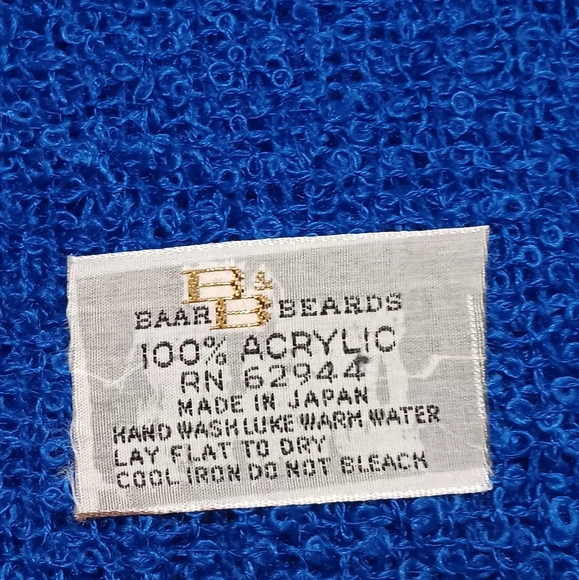 B&B
BAAR BEARDS
100% ACRYLIC
RN 62944
MADE IN JAPAN
HAND WASH LUKE WARM WATER
LAY FLAT TO DRY
COOL IRON DO NOT BLEACH